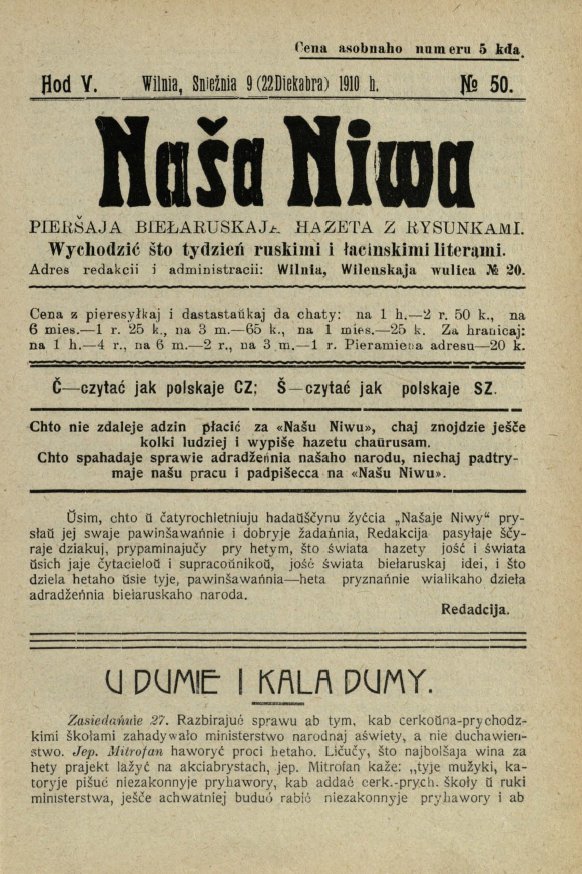 Cena asobnaho numeru 5 kda.
Hod V. Wilnia, Sniežnia 9 (22 Diekabra) 1910 h. № 50.
Naša Niwa
PIERŠAJA BIEŁARUSKAJA HAZETA Z RYSUNKAMI.
Wychodzić što tydzień ruskimi i łacinskimi literami.
Adres redakcii i administracii: Wilnia, Wilenskaja wulica № 20.
Cena z pieresyłkaj i dastastaŭkaj da chaty: na 1 h.—2 r. 50 k., na
6 mies.—1 r. 25 k., na 3 m.—65 k., na 1 mies.—25 k. Za hranicaj:
na 1 h.—4 r., na 6 m.—2 r., na 3 m.—1 r. Pieramiena adresu—20 k.
Č—czytać jak polskaje CZ; Š—czytać jak polskaje SZ.
Chto nie zdaleje adzin płacić za «Našu Niwu», chaj znojdzie ješče
kolki ludziej i wypiše hazetu chaŭrusam.
Chto spahadaje sprawie adradžeńnia našaho narodu, niechaj padtry-
maje našu pracu i padpišecca na «Našu Niwu».
Ŭsim, chto ŭ čatyrochletniuju hadaŭščynu žyćcia „Našaje Niwy“ pry-
słaŭ jej swaje pawinšawańnie i dobryje žadańnia, Redakcija pasyłaje ščy-
raje dziakuj, prypaminajučy pry hetym, što świata hazety jość i świata
ŭsich jaje čytacieloŭ i supracoŭnikoŭ, jość świata biełaruskaj idei, i što
dziela hetaho ŭsie tyje, pawinšawańnia—heta pryznańnie wialikaho dzieła
adradžeńnia biełaruskaho naroda.
Redadcija.
U DUMIE I KALA DUMY.
Zasiedańnie 27. Razbirajuć sprawu ab tym, kab cerkoŭna-prychodz-
kimi škołami zahadywało ministerstwo narodnaj aświety, a nie duchawien-
stwo. Jep. Mitrofan haworyć proci hetaho. Ličučy, što najbolšaja wina za
hety prajekt lažyć na akciabrystach, jep. Mitrofan kaže: „tyje mužyki, ka-
toryje pišuć niezakonnyje pryhawory, kab addać cerk.-prych. škoły ŭ ruki
ministerstwa, ješče achwatniej buduć rabić niezakonnyje pryhawory i ab